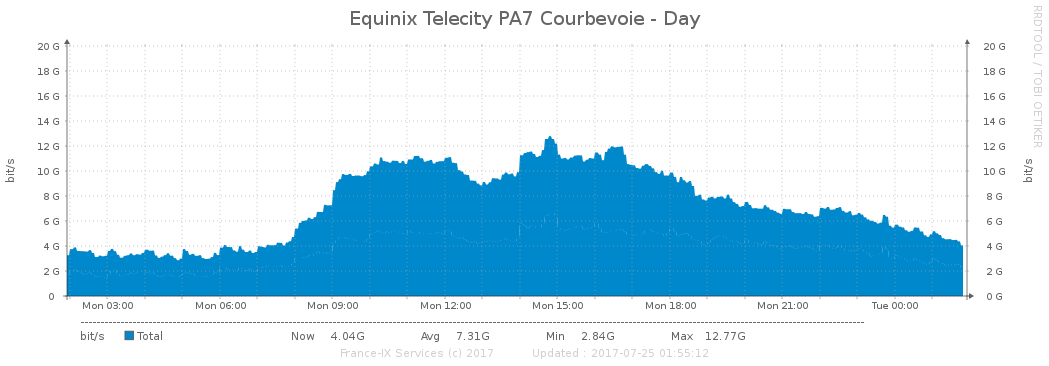 Equinix Telecity PA7 Courbevoie - Day
RRDTOOL / TOBI OETIKER
20 G 20 G
18 G 18 G
16 G 16 G
14 G 14 G
12 G 12 G
10 G 10 G
8 G 8 G
6 G 6 G
4 G 4 G
2 G 2 G
0 0 G
bit/s bit/s
Mon 03:00 Mon 06:00 Mon 09:00 Mon 12:00 Mon 15:00 Mon 18:00 Mon 21:00 Tue 00:00
bit/s Total Now 4.04G Avg 7.31G Min 2.84G Max 12.77G
France-IX Services (c) 2017 Updated : 2017-07-25 01:55:12